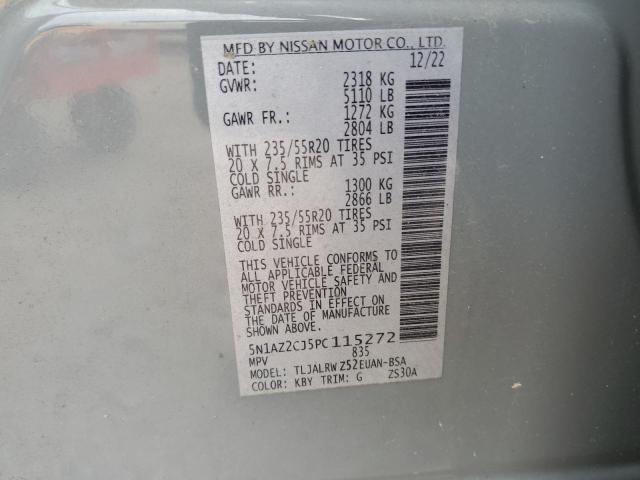 MFD BY NISSAN MOTOR CO., LTD.
DATE: 12/22
GVWR: 2318 KG
5110 LB
GAWR FR.: 1272 KG
2804 LB
WITH 235/55R20 TIRES
20 X 7.5 RIMS AT 35 PSI
COLD SINGLE
GAWR RR.: 1300 KG
2866 LB
WITH 235/55R20 TIRES
20 X 7.5 RIMS AT 35 PSI
COLD SINGLE
THIS VEHICLE CONFORMS TO
ALL APPLICABLE FEDERAL
MOTOR VEHICLE SAFETY AND
THEFT PREVENTION
STANDARDS IN EFFECT ON
THE DATE OF MANUFACTURE
SHOWN ABOVE.
5N1AZ2CJ5PC115272
MPV 835
MODEL: TLJALRWZ52EUAN-BSA
COLOR: KBY TRIM: G ZS30A